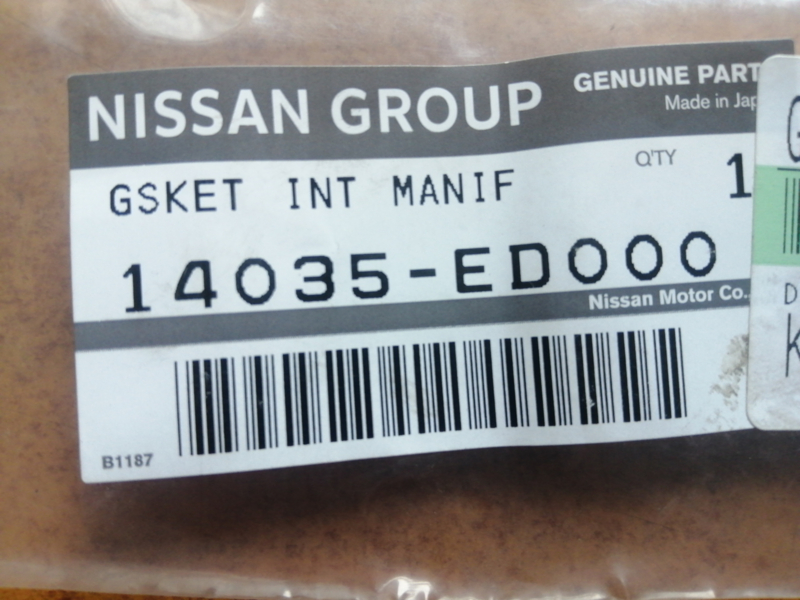 NISSAN GROUP
GENUINE PART
Made in Jap
GSKET INT MANIF
Q'TY 1
14035-ED000
Nissan Motor Co.
B1187
G
D
K